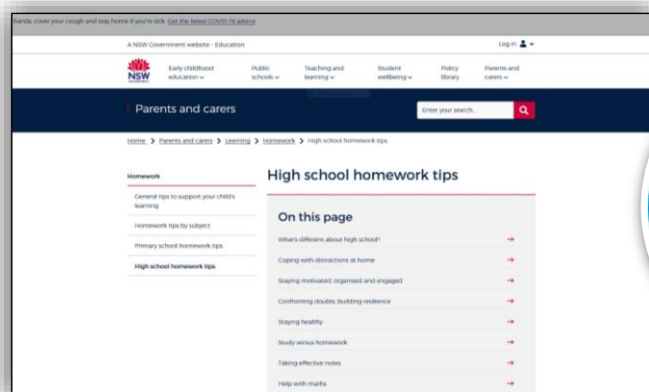 hands, cover your cough and stay home if you're sick. Get the latest COVID-19 advice
A NSW Government website - Education
Log in
NSW
Early childhood education
Public schools
Teaching and learning
Student wellbeing
Policy library
Parents and carers
Parents and carers
Enter your search..
Home > Parents and carers > Learning > Homework > High school homework tips
Homework
General tips to support your child's
learning
Homework tips by subject
Primary school homework tips
High school homework tips
High school homework tips
On this page
What's different about high school?
Coping with distractions at home
Staying motivated, organised and engaged
Confronting doubts, building resilience
Staying healthy
Study versus homework
Taking effective notes
Help with maths